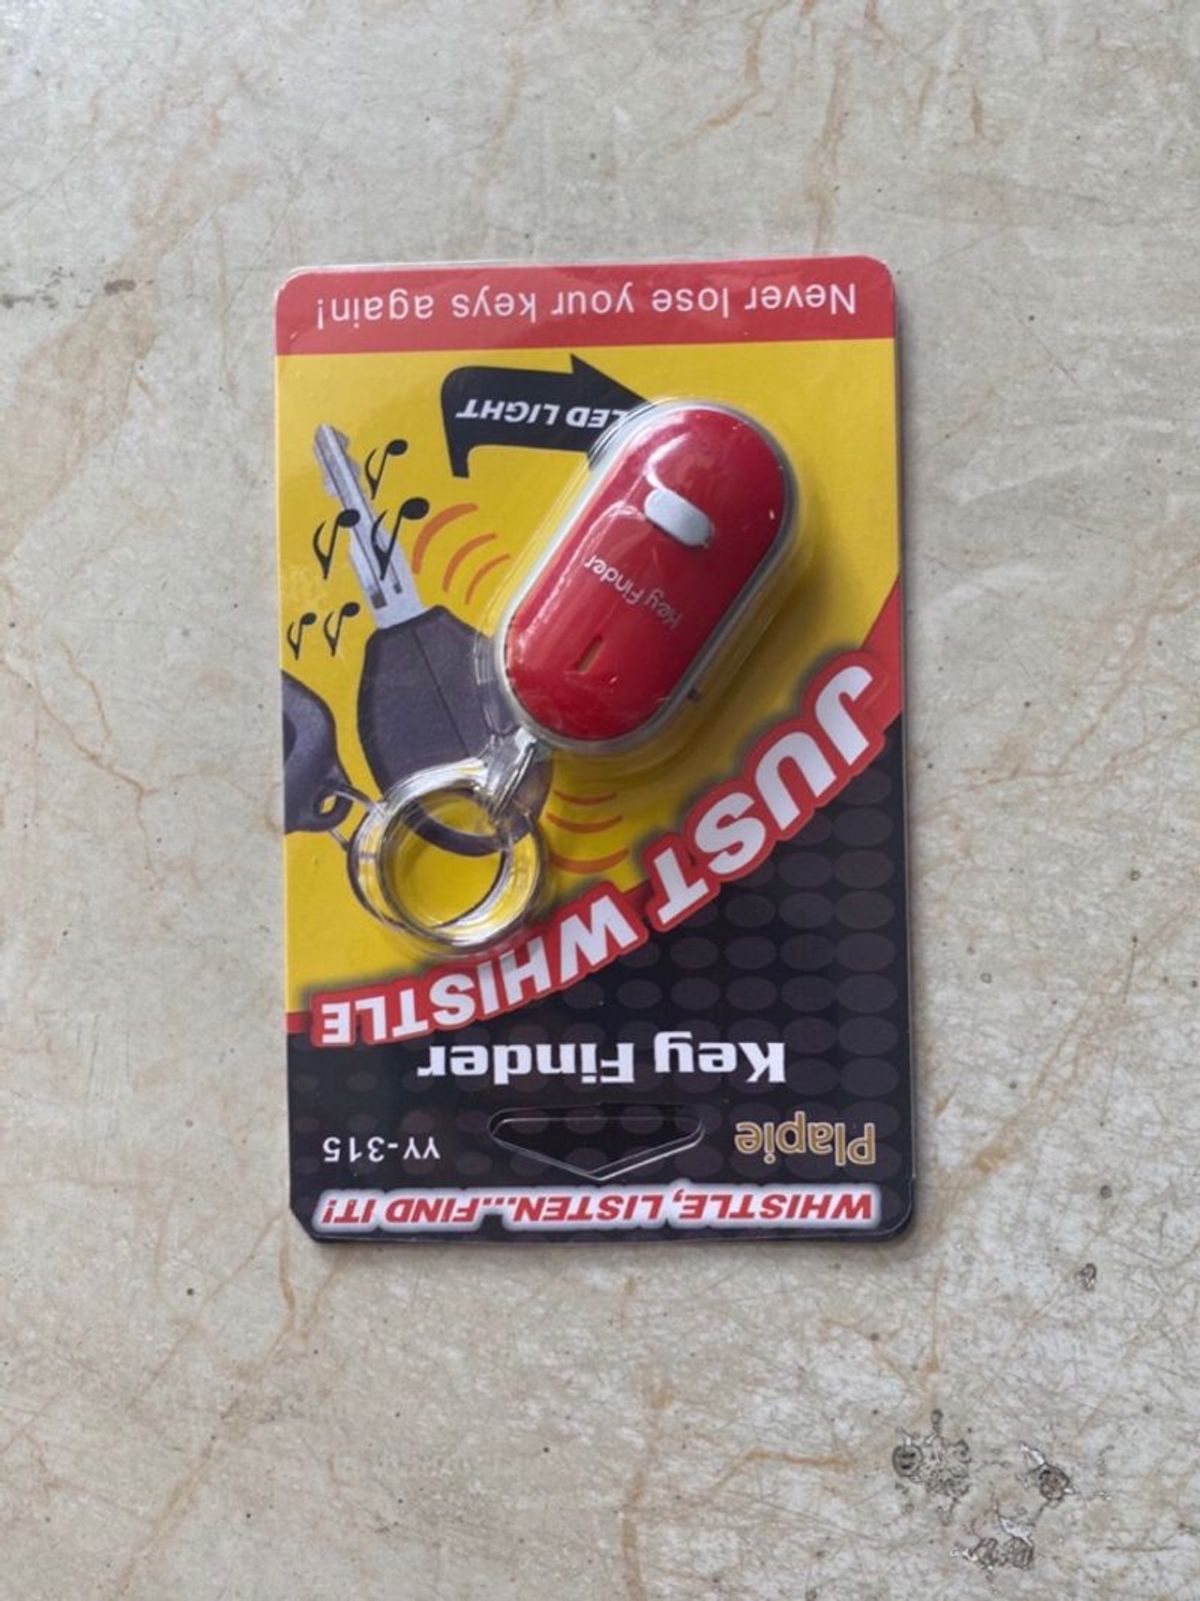 WHISTLE, LISTEN...FIND IT!
Plapie
YY-315
Key Finder
JUST WHISTLE
Key Finder
LED LIGHT
Never lose your keys again!